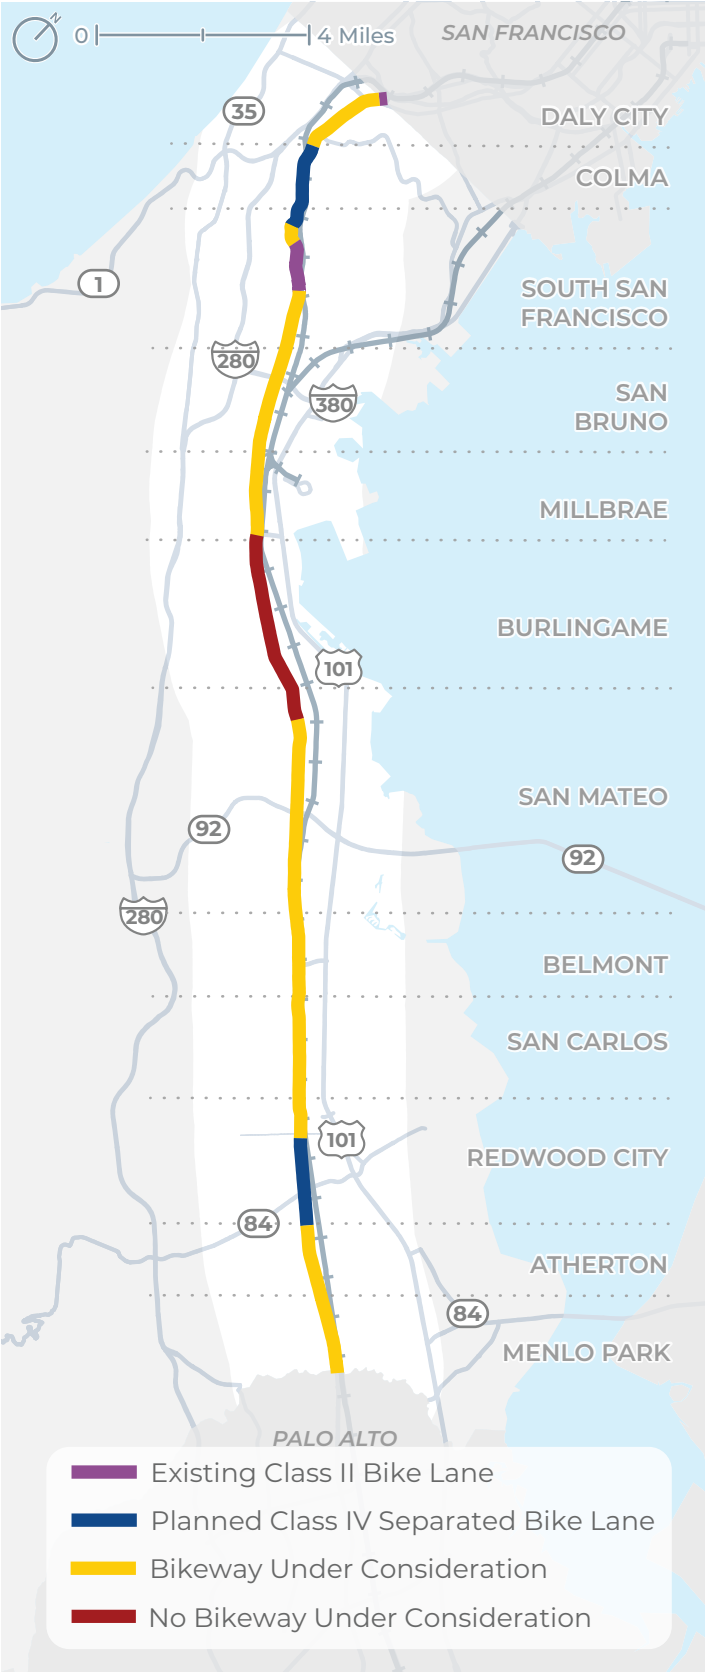 N
0
4 Miles
SAN FRANCISCO
35
DALY CITY
COLMA
1
SOUTH SAN
FRANCISCO
280
380
SAN
BRUNO
MILLBRAE
BURLINGAME
101
SAN MATEO
92
92
280
BELMONT
SAN CARLOS
101
REDWOOD CITY
84
ATHERTON
84
MENLO PARK
PALO ALTO
Existing Class II Bike Lane
Planned Class IV Separated Bike Lane
Bikeway Under Consideration
No Bikeway Under Consideration